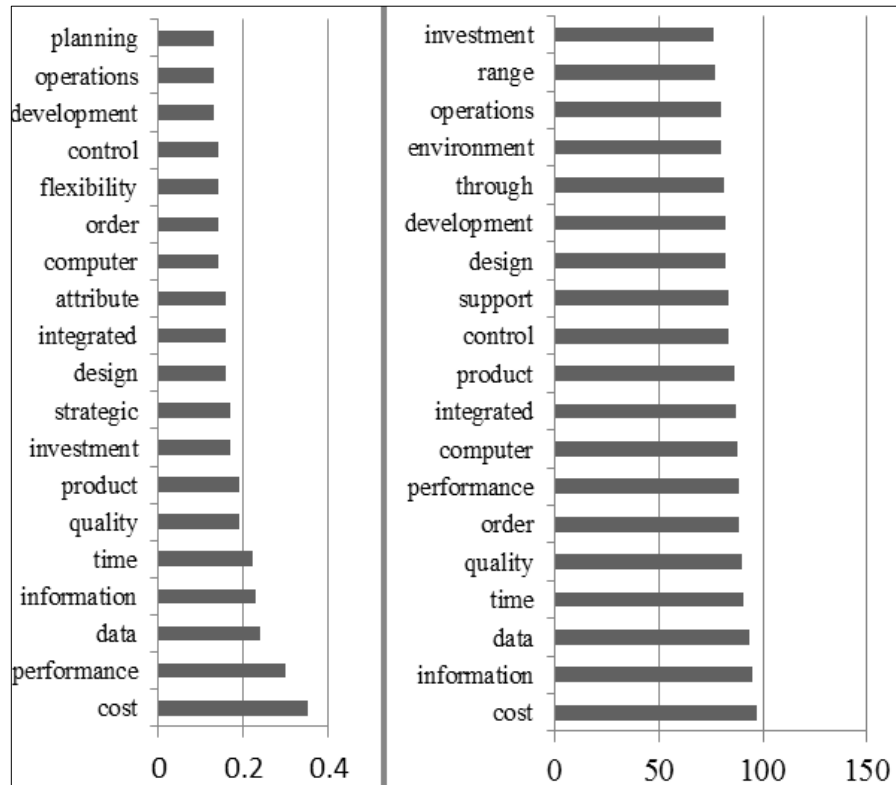 planning
operations
development
control
flexibility
order
computer
attribute
integrated
design
strategic
investment
product
quality
time
information
data
performance
cost
0 0.2 0.4
investment
range
operations
environment
through
development
design
support
control
product
integrated
computer
performance
order
quality
time
data
information
cost
0 50 100 150